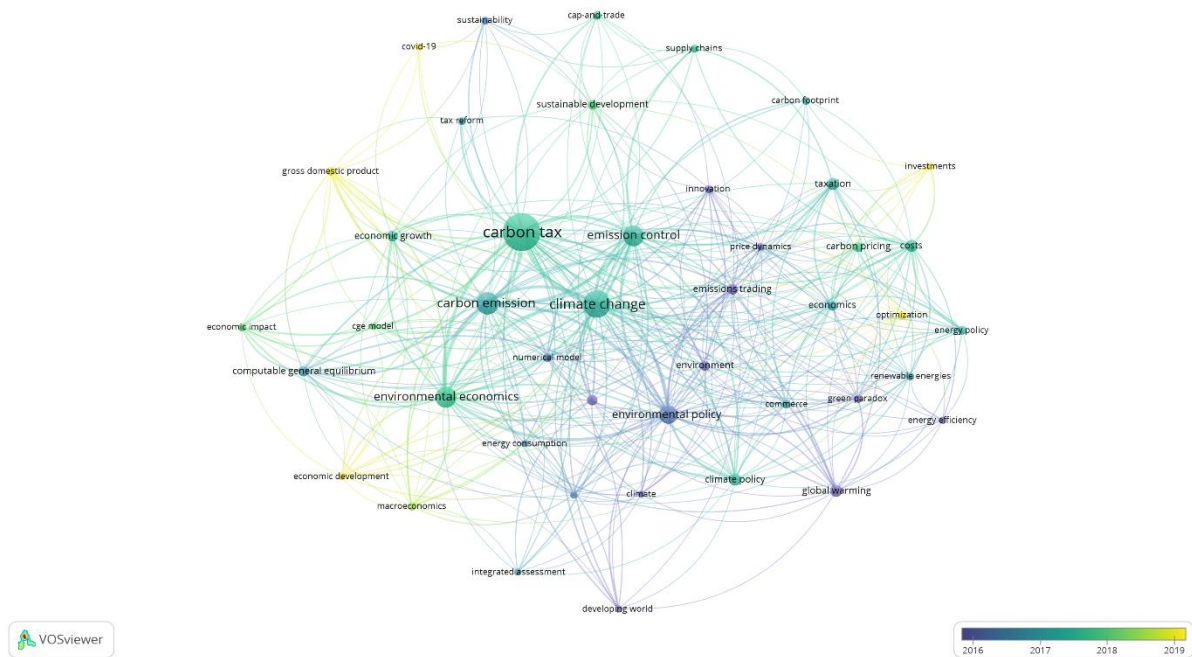 cap-and-trade
sustainability
covid-19
supply chains
carbon footprint
sustainable development
tax reform
investments
gross domestic product
taxation
innovation
carbon tax
emission control
economic growth
price dynamics
carbon pricing
costs
emissions trading
carbon emission
climate change
economics
optimization
economic impact
cge model
energy policy
numerical model
environment
computable general equilibrium
renewable energies
environmental economics
green paradox
commerce
environmental policy
energy efficiency
energy consumption
economic development
climate policy
climate
global warming
macroeconomics
integrated assessment
developing world
VOSviewer
2016 2017 2018 2019